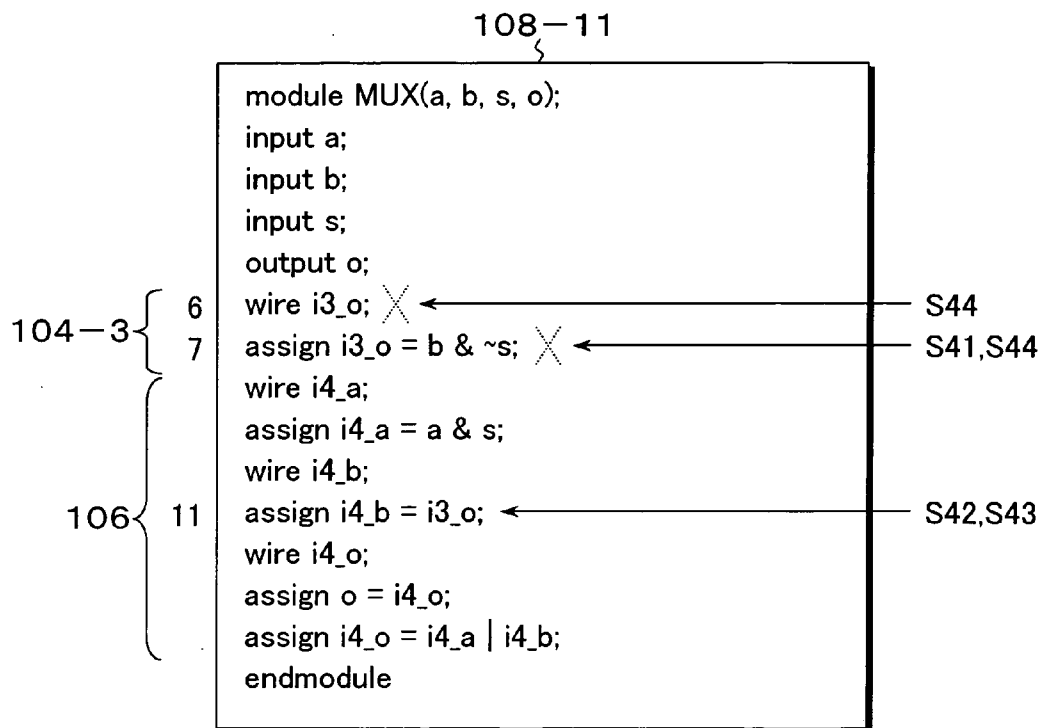 108-11
module MUX(a, b, s, o);
input a;
input b;
input s;
output o;
6 wire i3_o; S44
104-3
7 assign i3_o = b & ~s; S41,S44
wire i4_a;
assign i4_a = a & s;
wire i4_b;
106 11 assign i4_b = i3_o; S42,S43
wire i4_o;
assign o = i4_o;
assign i4_o = i4_a | i4_b;
endmodule